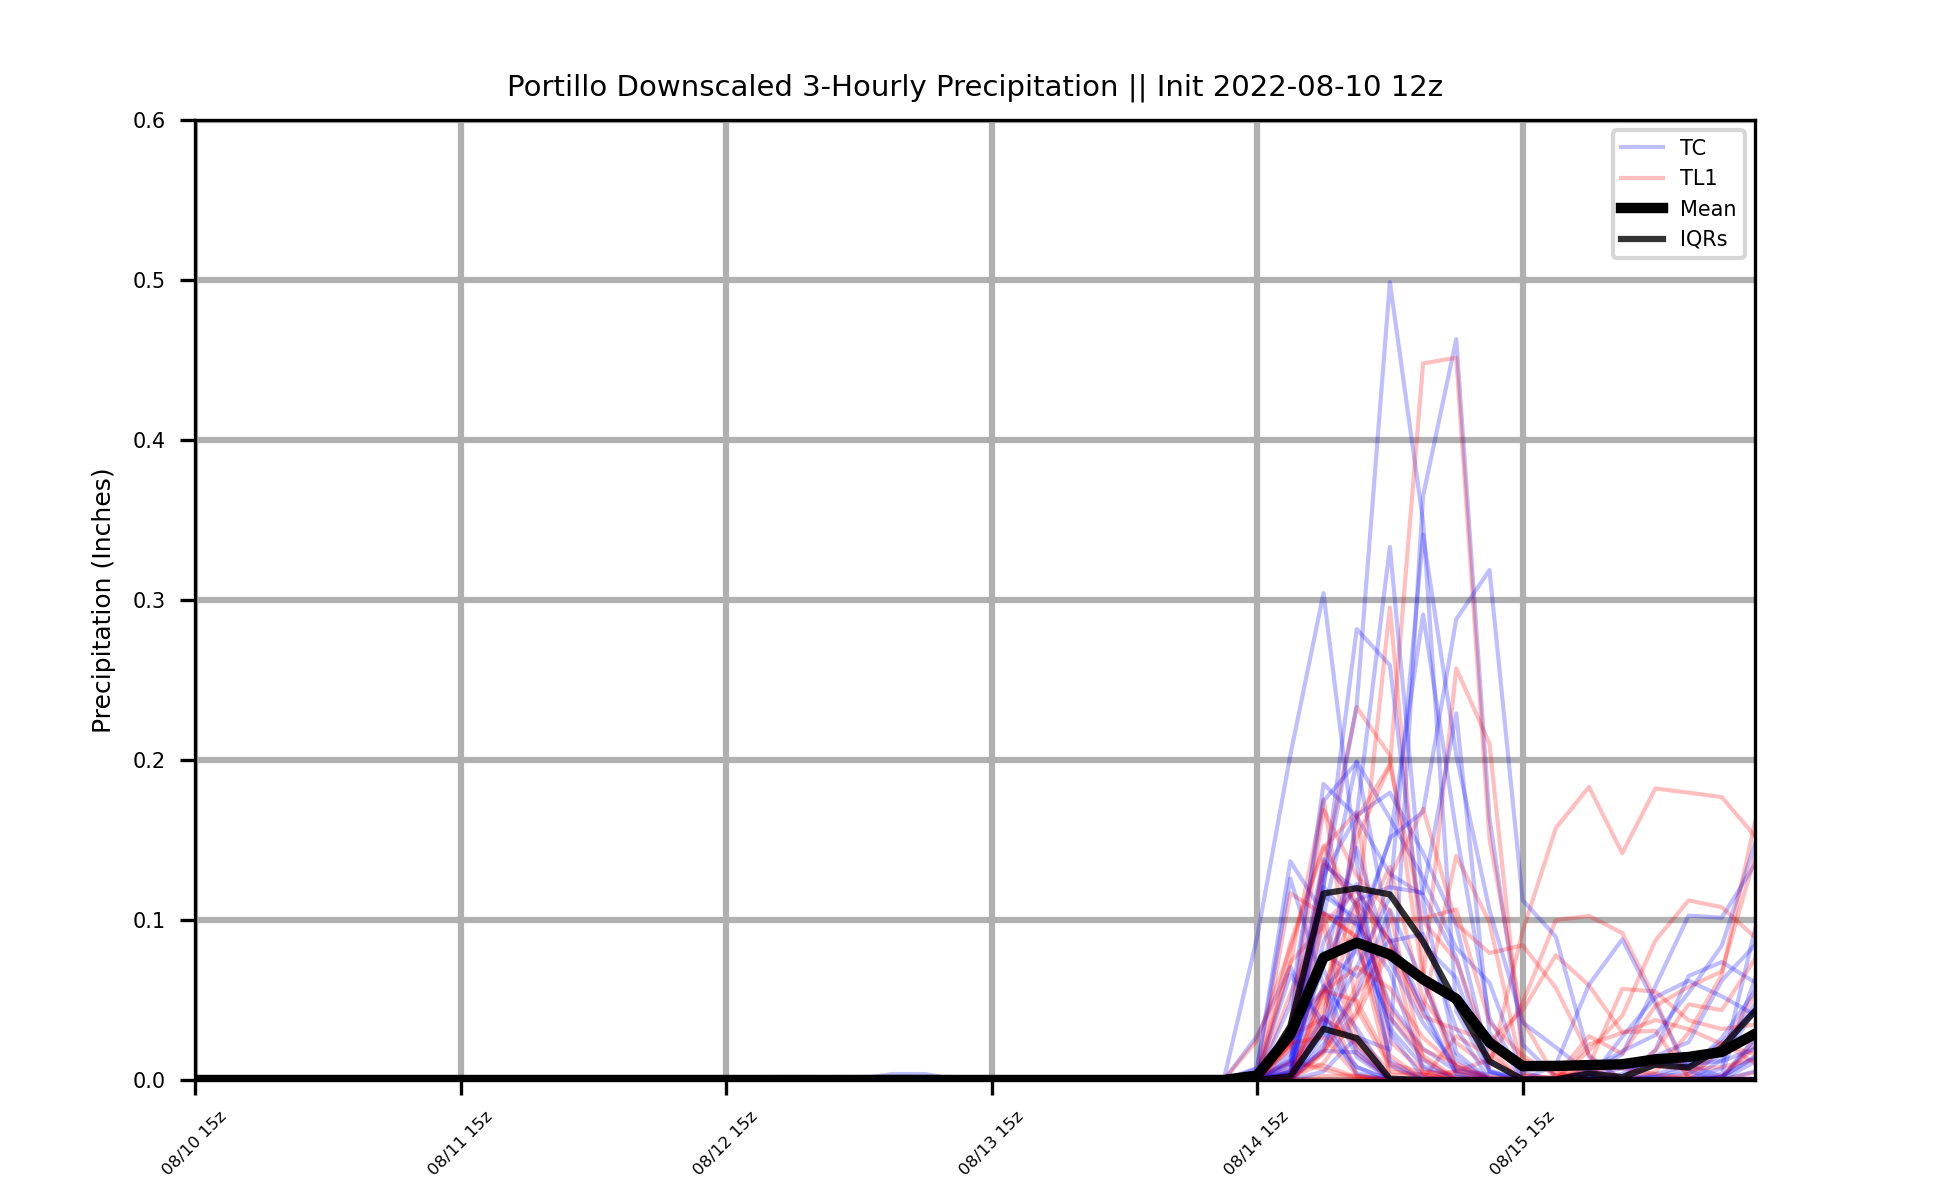 Portillo Downscaled 3-Hourly Precipitation || Init 2022-08-10 12z
0.6
0.5
0.4
0.3
0.2
0.1
0.0
Precipitation (Inches)
TC
TL1
Mean
IQRs
08/10 15z
08/11 15z
08/12 15z
08/13 15z
08/14 15z
08/15 15z